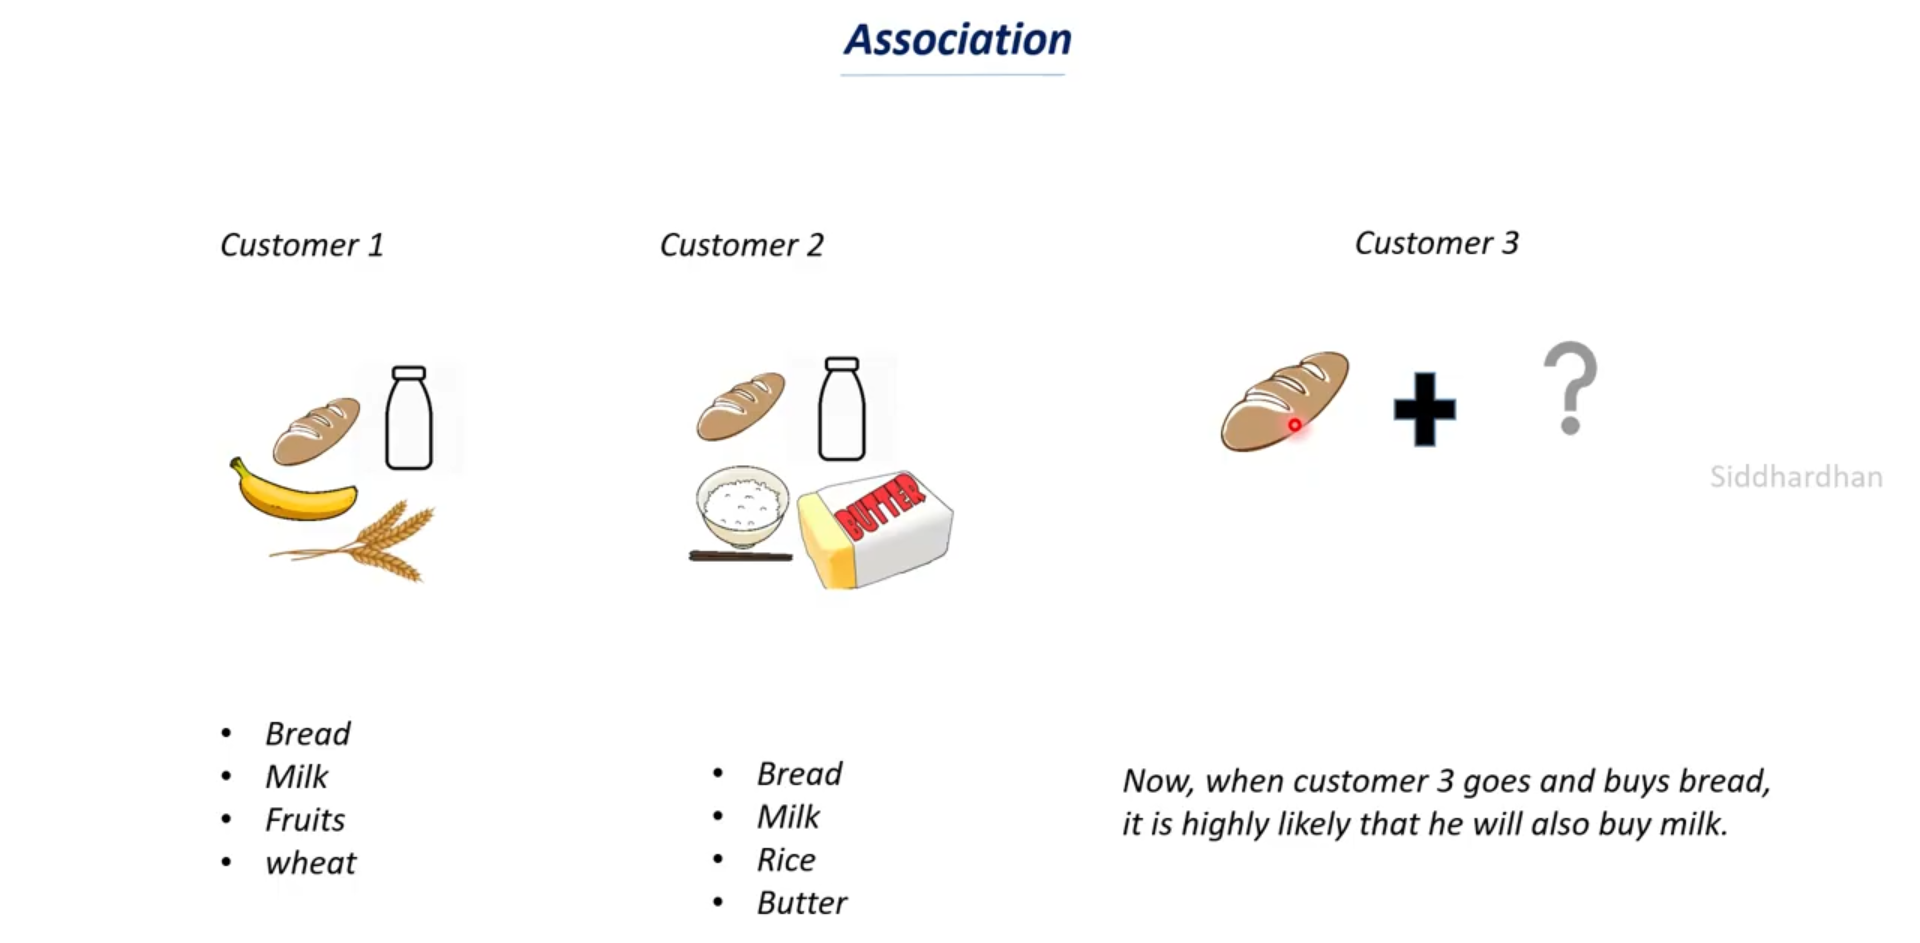 Association
Customer 1
Customer 2
Customer 3
BUTTER
Siddhardhan
• Bread
• Milk
• Fruits
• wheat
• Bread
• Milk
• Rice
• Butter
Now, when customer 3 goes and buys bread,
it is highly likely that he will also buy milk.